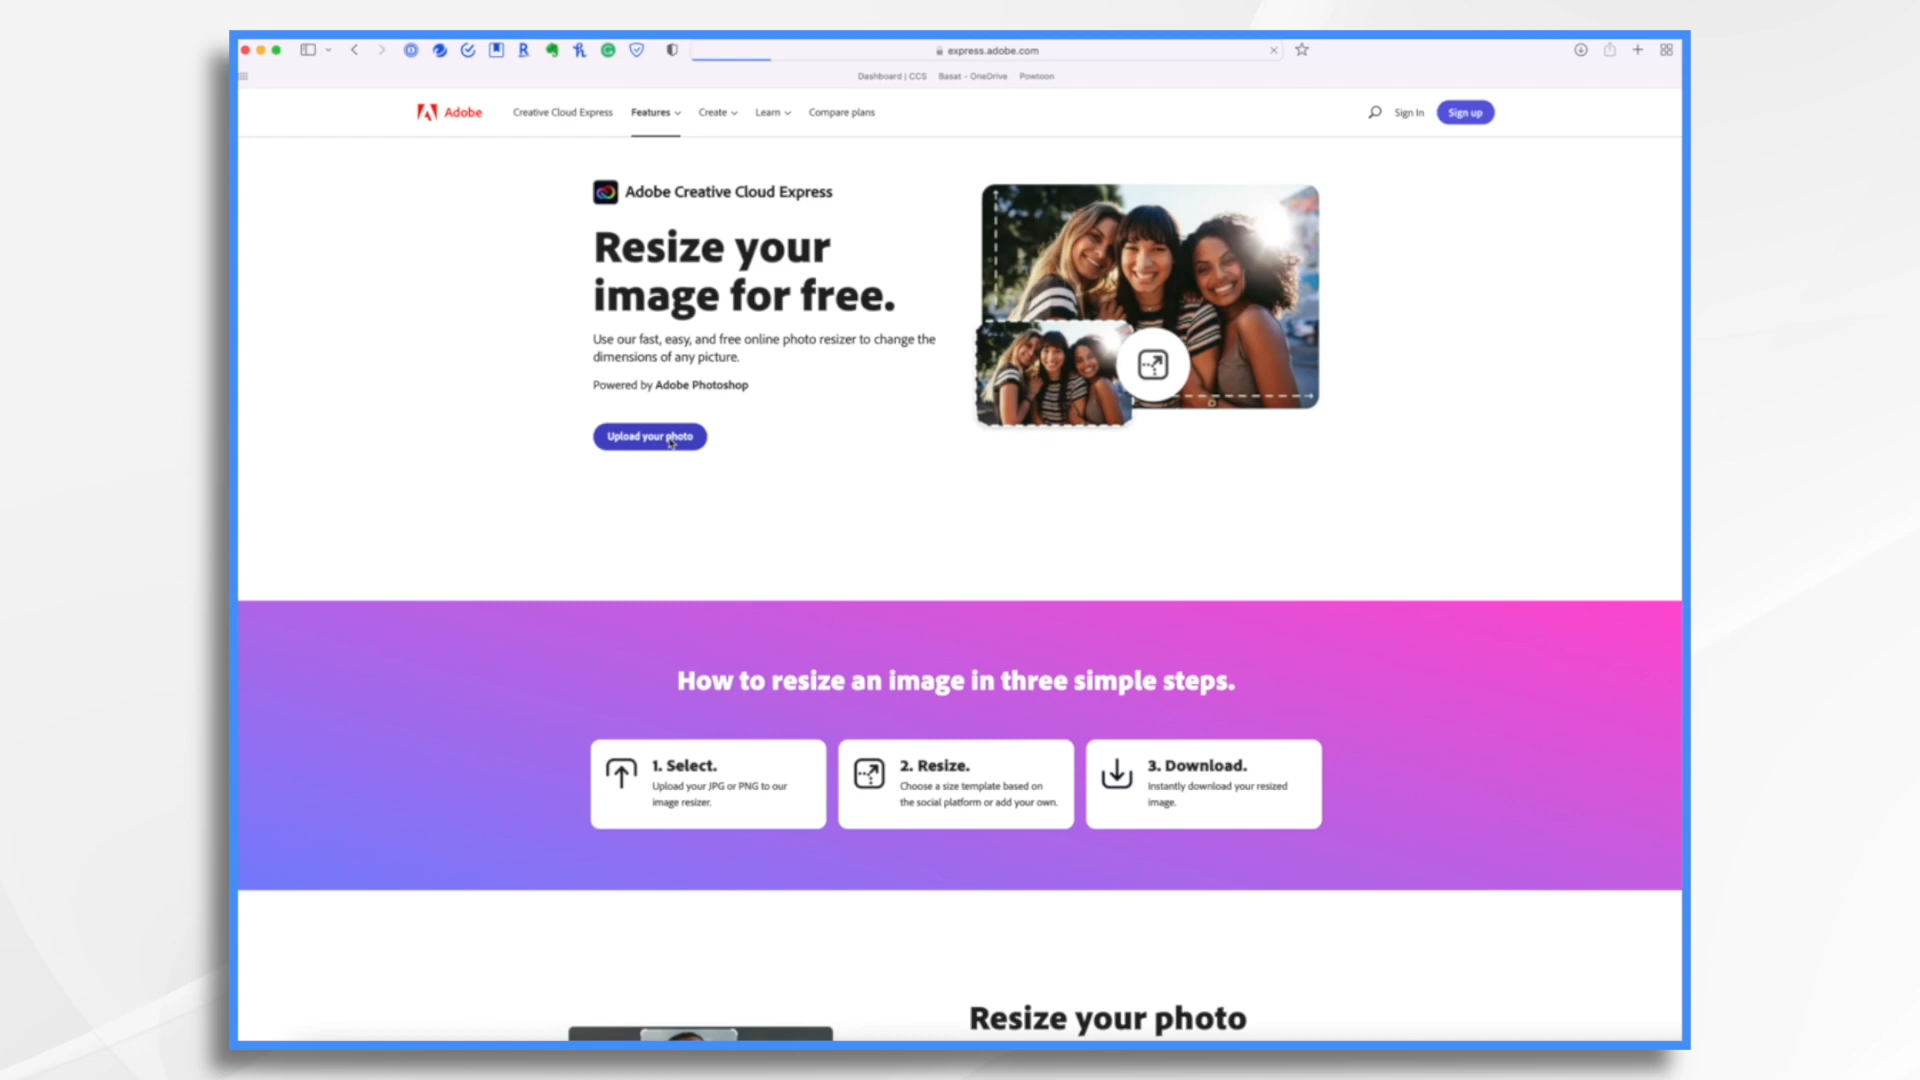 express.adobe.com
Dashboard | CCS Basat - OneDrive Powtoon
Adobe Creative Cloud Express Features Create Learn Compare plans Sign In Sign up
Adobe Creative Cloud Express
Resize your
image for free.
Use our fast, easy, and free online photo resizer to change the
dimensions of any picture.
Powered by Adobe Photoshop
Upload your photo
How to resize an image in three simple steps.
1. Select.
Upload your JPG or PNG to our
image resizer.
2. Resize.
Choose a size template based on
the social platform or add your own.
3. Download.
Instantly download your resized
image.
Resize your photo